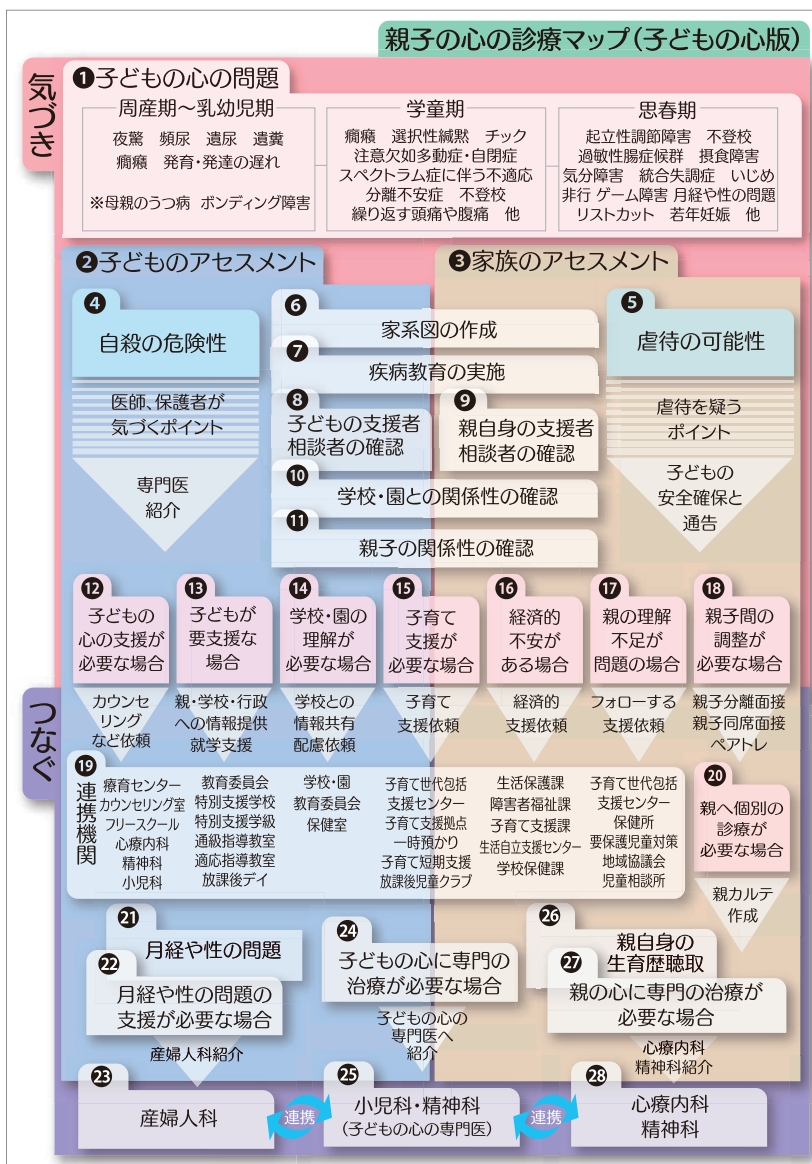 親子の心の診療マップ(子どもの心版)
気づき
❶子どもの心の問題
周産期〜乳幼児期
夜驚 頻尿 遺尿 遺糞
癇癪 発育・発達の遅れ
※母親のうつ病 ボンディング障害
学童期
癇癪 選択性緘黙 チック
注意欠如多動症・自閉症
スペクトラム症に伴う不適応
分離不安症 不登校
繰り返す頭痛や腹痛 他
思春期
起立性調節障害 不登校
過敏性腸症候群 摂食障害
気分障害 統合失調症 いじめ
非行 ゲーム障害 月経や性の問題
リストカット 若年妊娠 他
❷子どものアセスメント
❸家族のアセスメント
❹
自殺の危険性
医師、保護者が
気づくポイント
専門医
紹介
❺
虐待の可能性
虐待を疑う
ポイント
子どもの
安全確保と
通告
❻
家系図の作成
❼
疾病教育の実施
❽
子どもの支援者
相談者の確認
❾
親自身の支援者
相談者の確認
❿
学校・園との関係性の確認
⓫
親子の関係性の確認
つなぐ
⓬
子どもの
心の支援が
必要な場合
カウンセ
リング
など依頼
⓭
子どもが
要支援な
場合
親・学校・行政
への情報提供
就学支援
⓮
学校・園の
理解が
必要な場合
学校との
情報共有
配慮依頼
⓯
子育て
支援が
必要な場合
子育て
支援依頼
⓰
経済的
不安が
ある場合
経済的
支援依頼
⓱
親の理解
不足が
問題の場合
フォローする
支援依頼
⓲
親子間の
調整が
必要な場合
親子分離面接
親子同席面接
ペアトレ
⓳
連携機関
療育センター
カウンセリング室
フリースクール
心療内科
精神科
小児科
教育委員会
特別支援学校
特別支援学級
通級指導教室
適応指導教室
放課後デイ
学校・園
教育委員会
保健室
子育て世代包括
支援センター
子育て支援拠点
一時預かり
子育て短期支援
放課後児童クラブ
生活保護課
障害者福祉課
子育て支援課
生活自立支援センター
学校保健課
子育て世代包括
支援センター
保健所
要保護児童対策
地域協議会
児童相談所
⓴
親へ個別の
診療が
必要な場合
親カルテ
作成
㉑
月経や性の問題
㉒
月経や性の問題の
支援が必要な場合
産婦人科紹介
㉓
産婦人科
㉔
子どもの心に専門の
治療が必要な場合
子どもの心の
専門医へ
紹介
㉕
小児科・精神科
(子どもの心の専門医)
㉖
親自身の
生育歴聴取
㉗
親の心に専門の治療が
必要な場合
心療内科
精神科紹介
㉘
心療内科
精神科
連携
連携